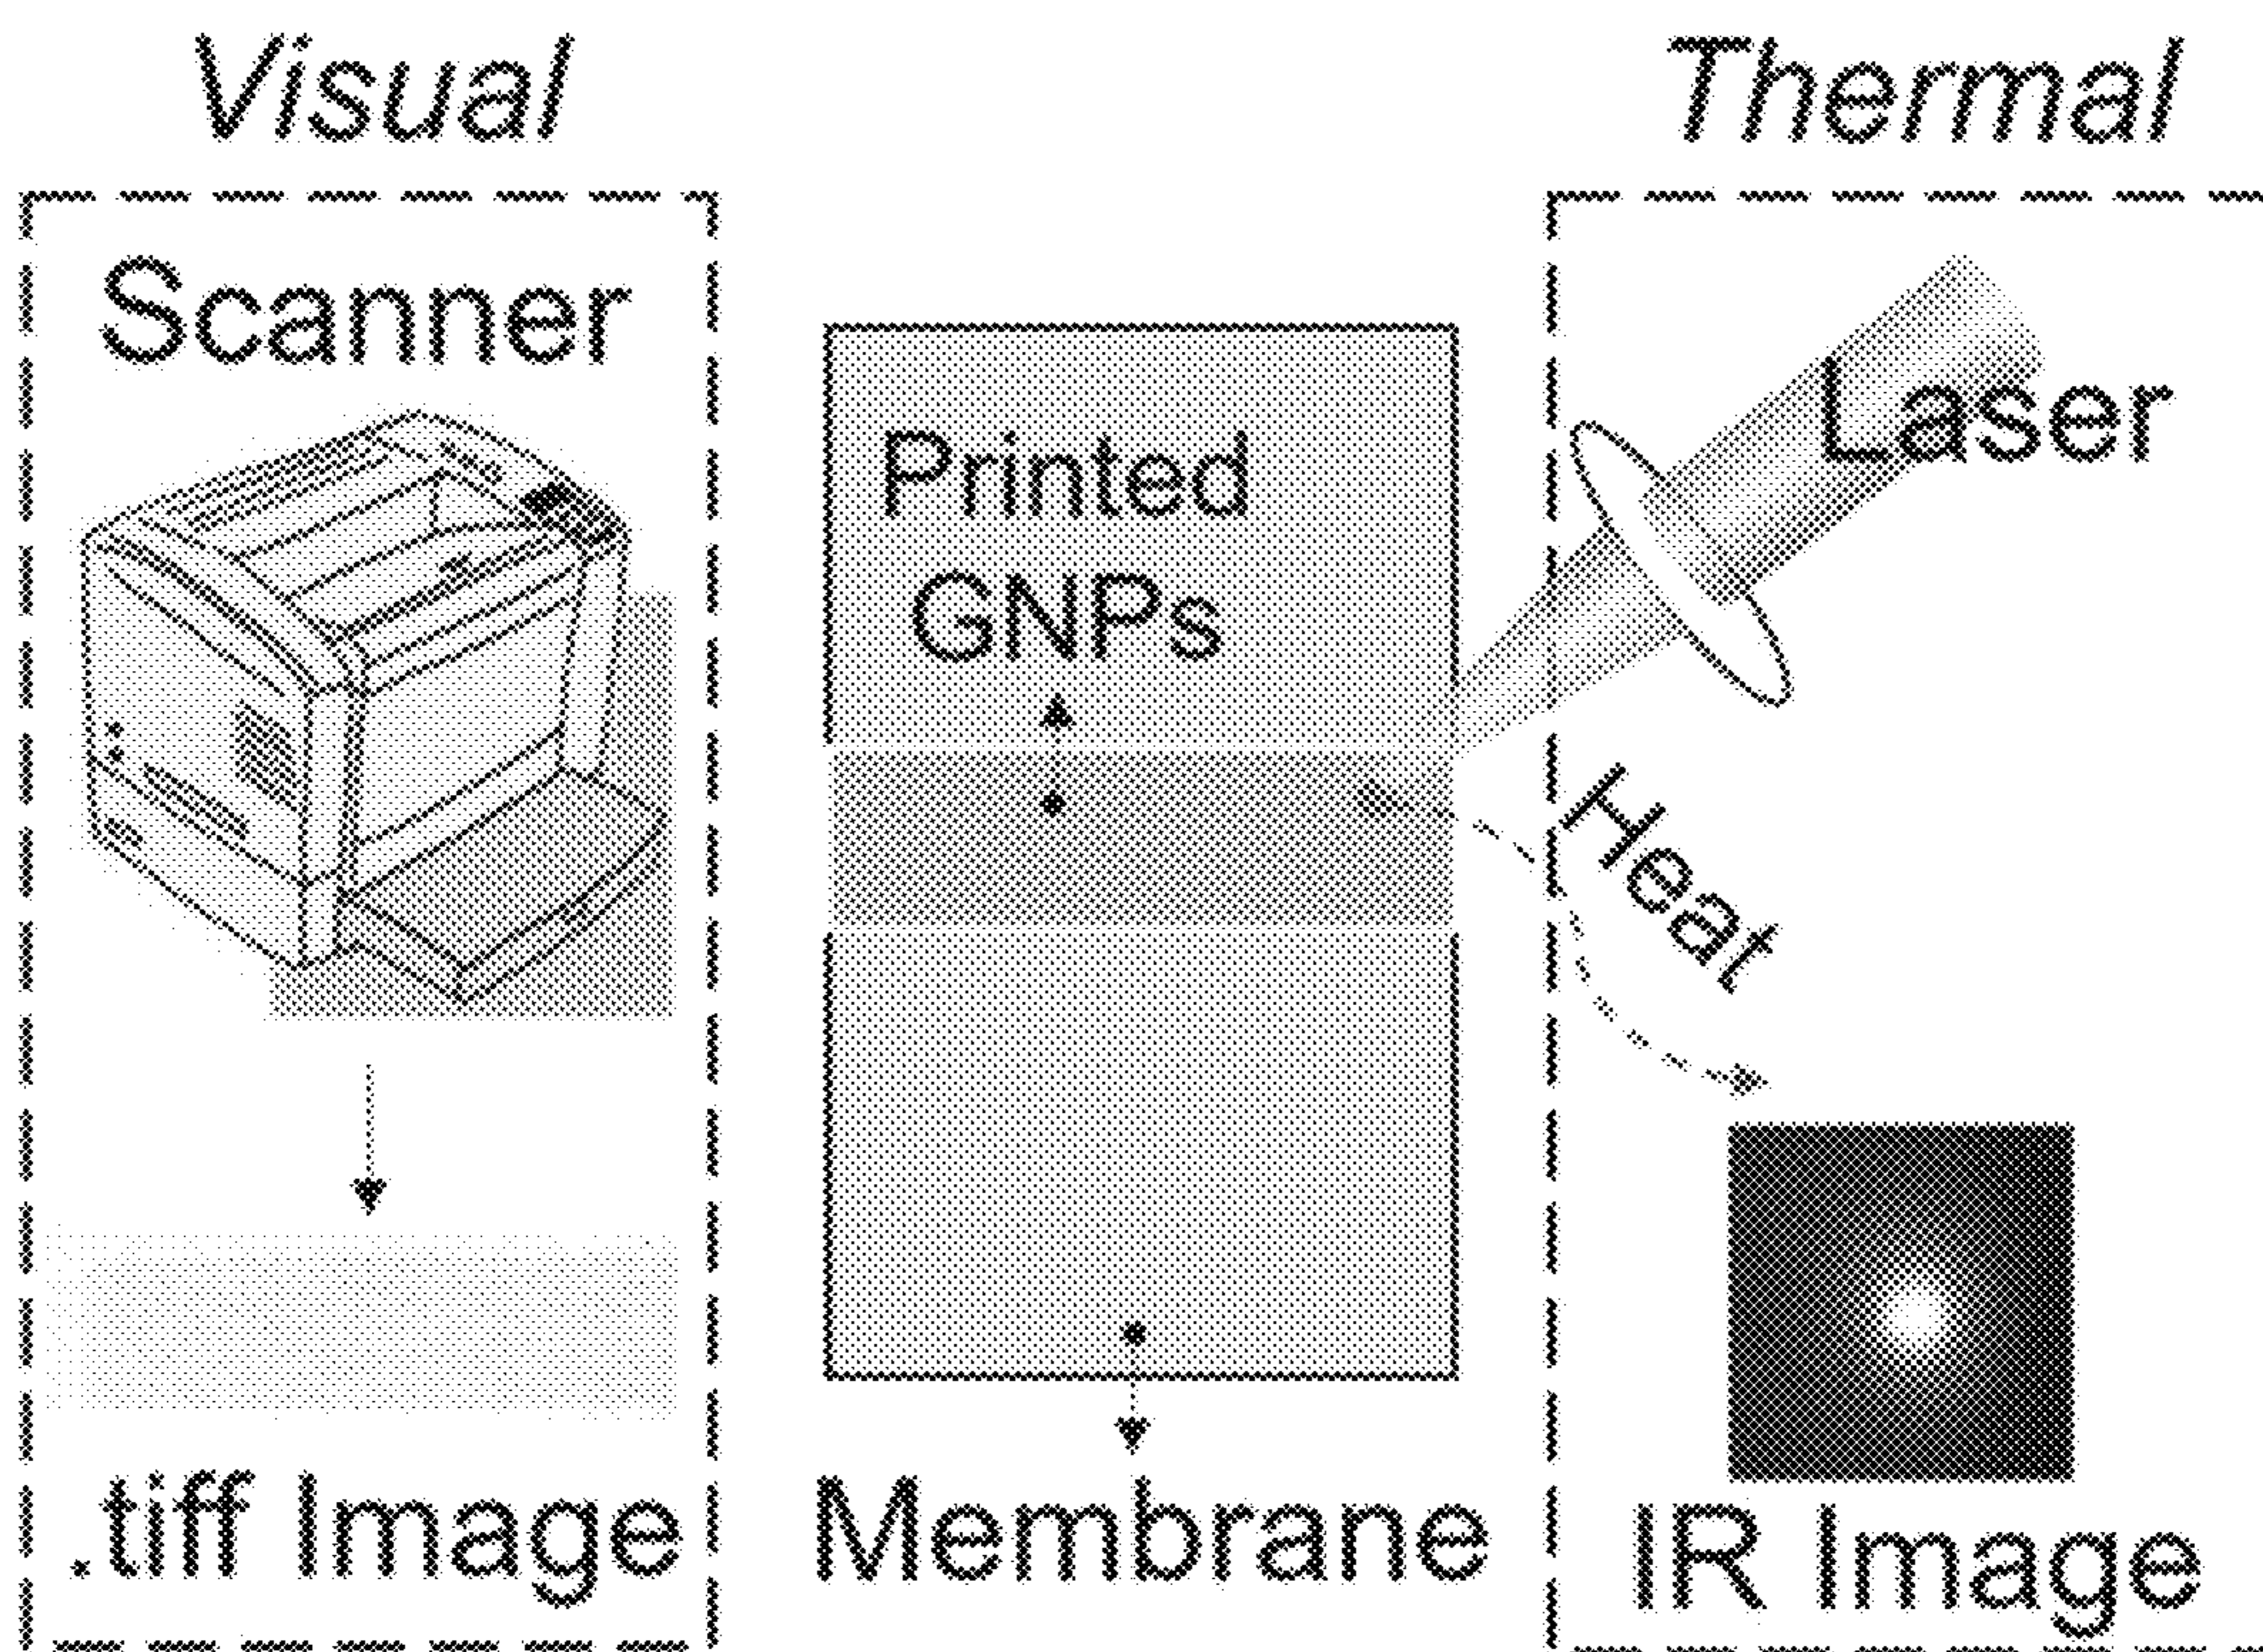 Visual
Thermal
Scanner
Laser
Printed
GNPs
Heat
.tiff Image
Membrane
IR Image